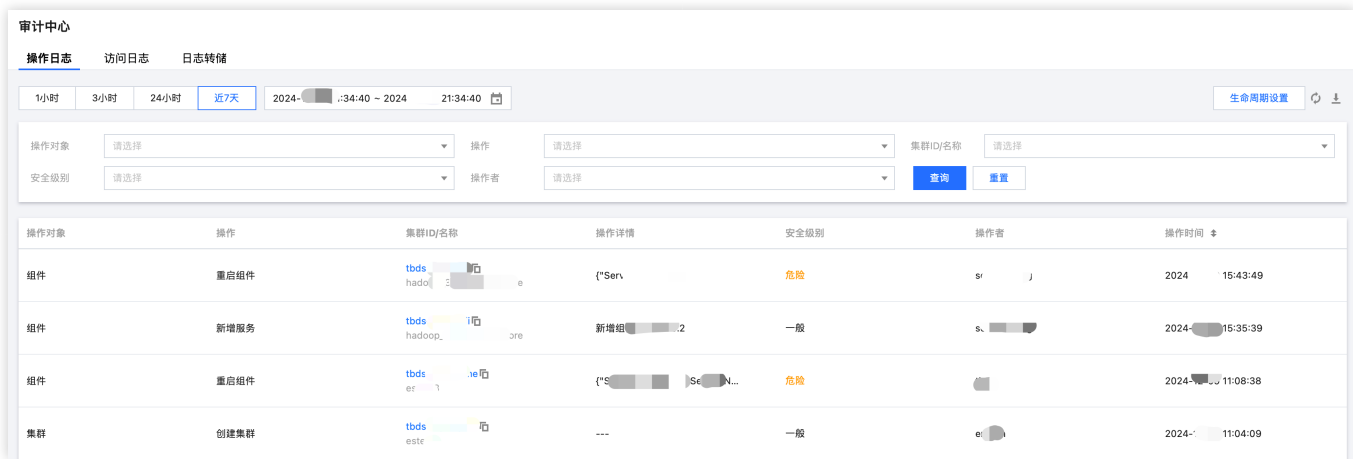 审计中心
操作日志 访问日志 日志转储
1小时 3小时 24小时 近7天 2024- :34:40 ~ 2024 21:34:40 生命周期设置
操作对象 请选择 操作 请选择 集群ID/名称 请选择
安全级别 请选择 操作者 请选择 查询 重置
操作对象 操作 集群ID/名称 操作详情 安全级别 操作者 操作时间
组件 重启组件 tbds {"Serv 危险 2024 15:43:49
hado
组件 新增服务 tbds 新增组 2 一般 2024- 15:35:39
hadoop_ ore
组件 重启组件 tbds ne {"S Se N... 危险 2024- 11:08:38
es
集群 创建集群 tbds --- 一般 2024- 11:04:09
este